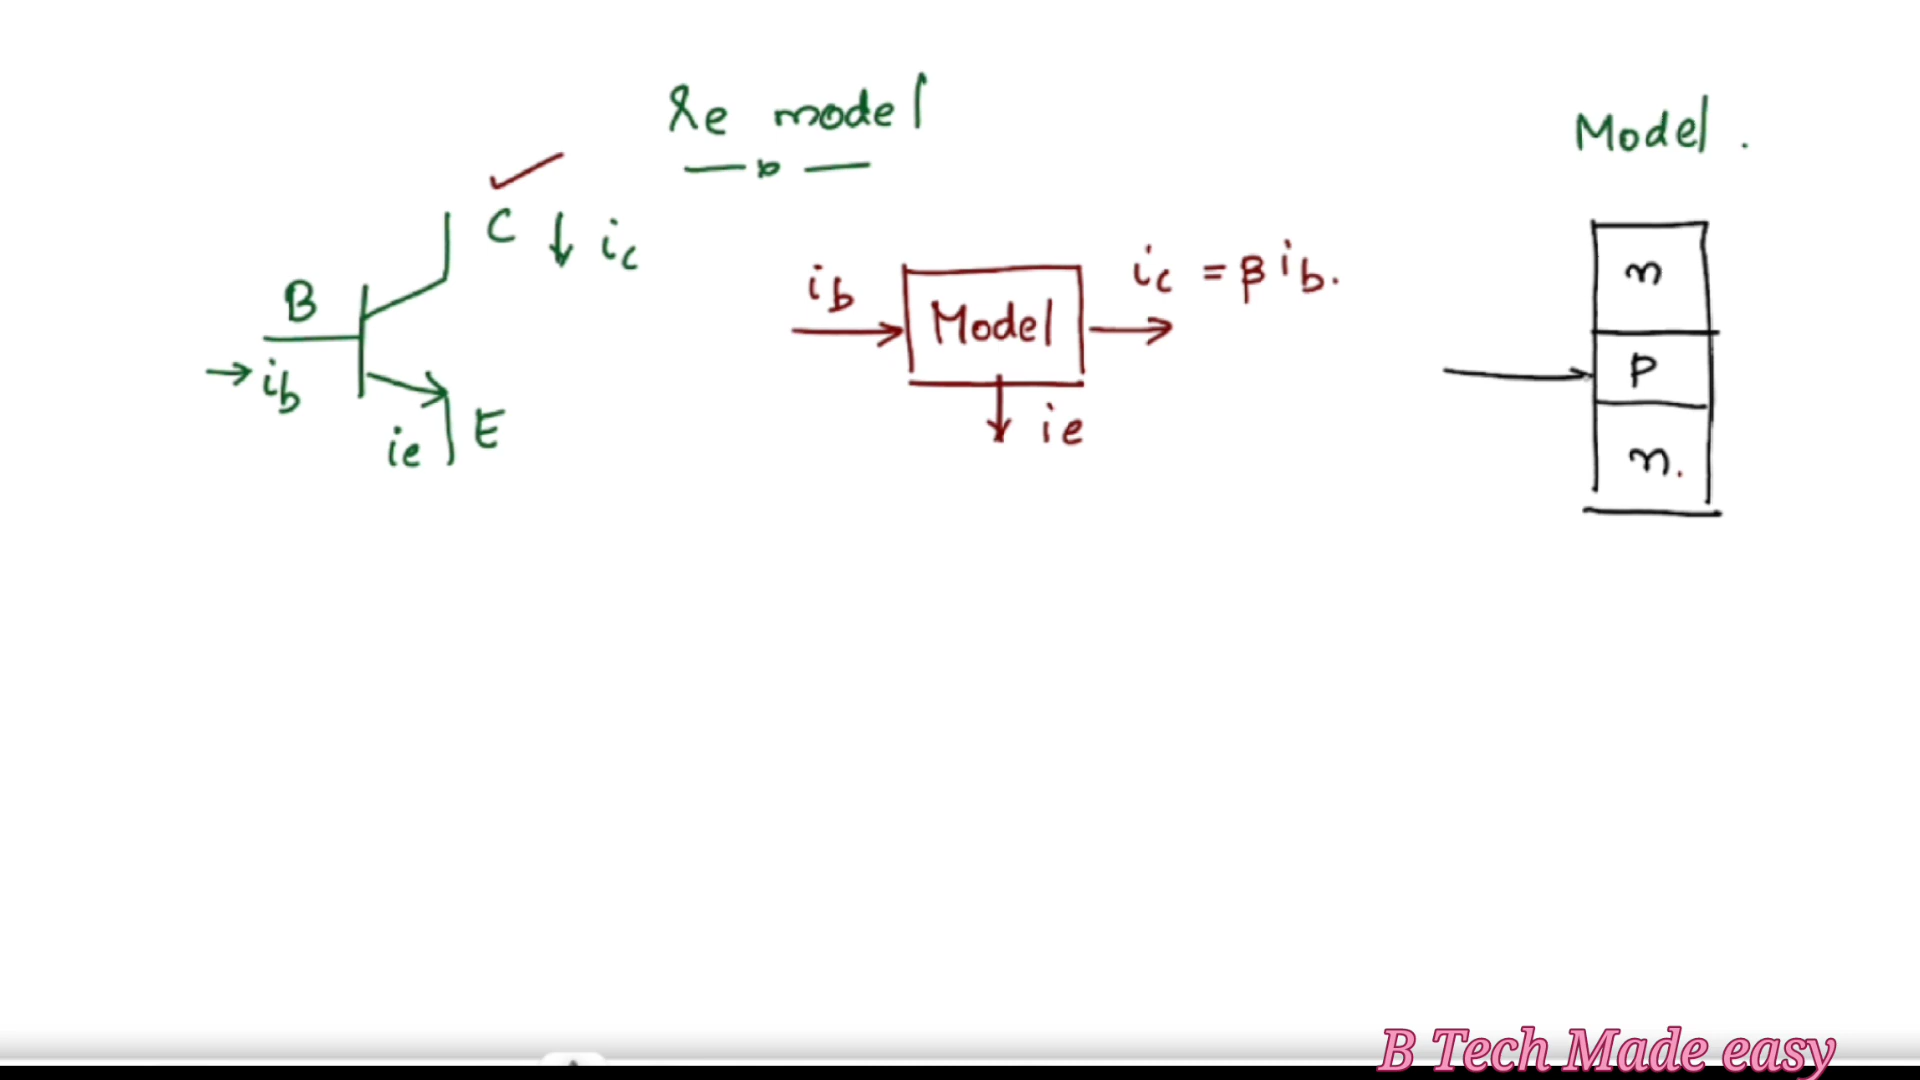 re model
Model .
C ic
B
ib
ie E
ib
Model
ic = β ib.
ie
n
P
n.
B Tech Made easy